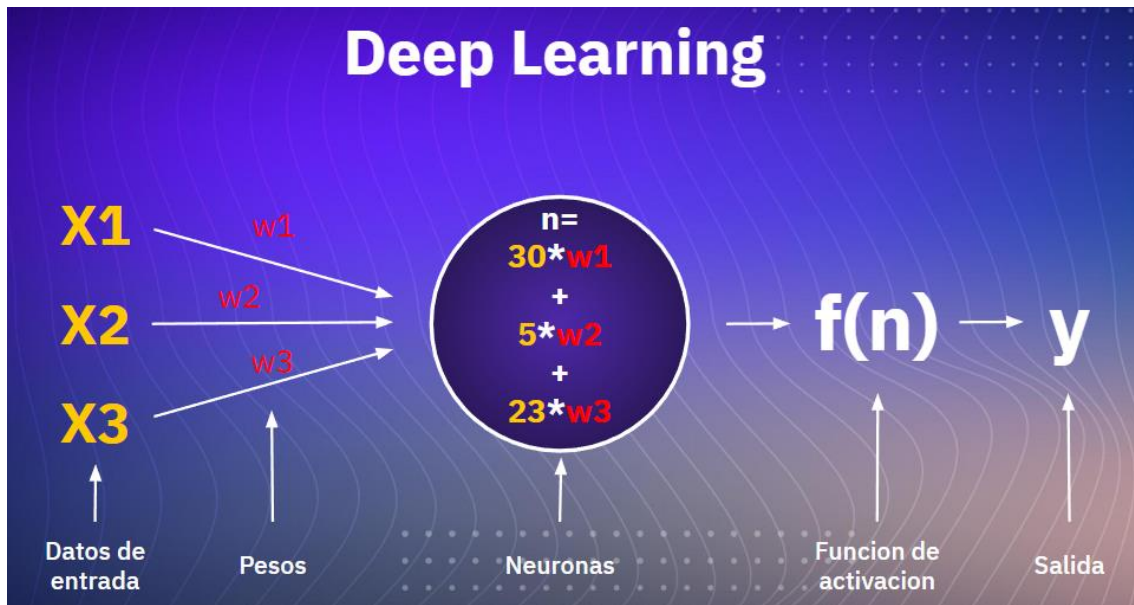 Deep Learning
X1
w1
X2
w2
X3
w3
n=
30*w1
+
5*w2
+
23*w3
f(n)
y
Datos de
entrada
Pesos
Neuronas
Funcion de
activacion
Salida